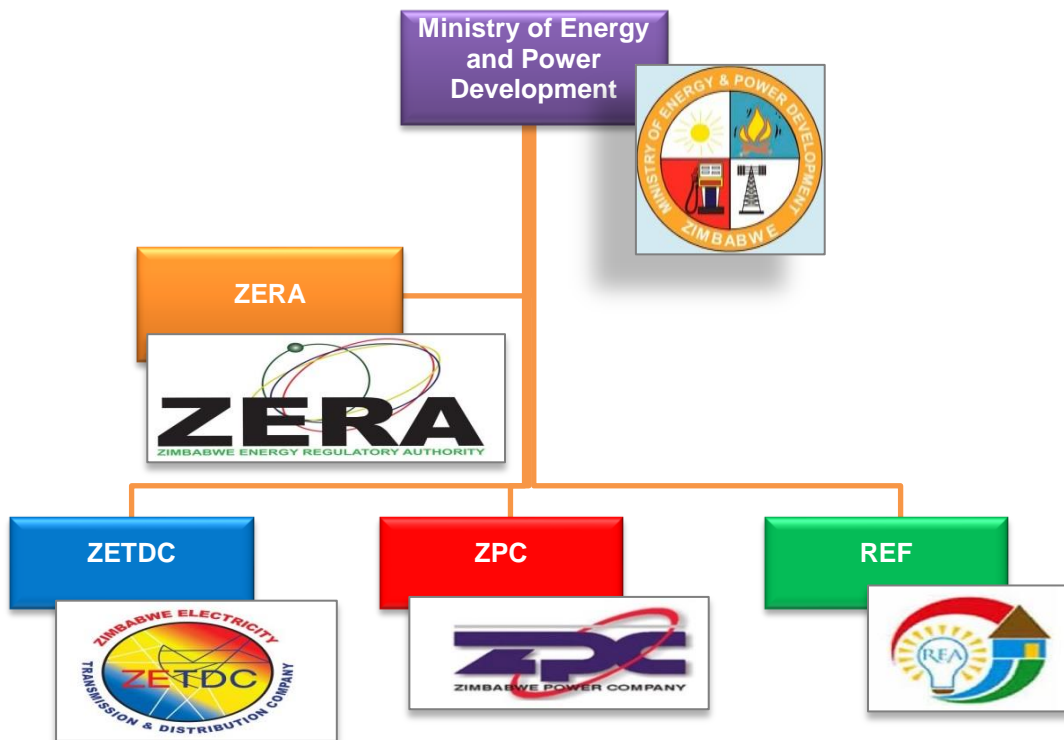 Ministry of Energy
and Power
Development
MINISTRY OF ENERGY & POWER DEVELOPMENT
ZIMBABWE
ZERA
ZERA
ZIMBABWE ENERGY REGULATORY AUTHORITY
ZETDC
ZIMBABWE ELECTRICITY
ZETDC
TRANSMISSION & DISTRIBUTION COMPANY
ZPC
ZPC
ZIMBABWE POWER COMPANY
REF
REA